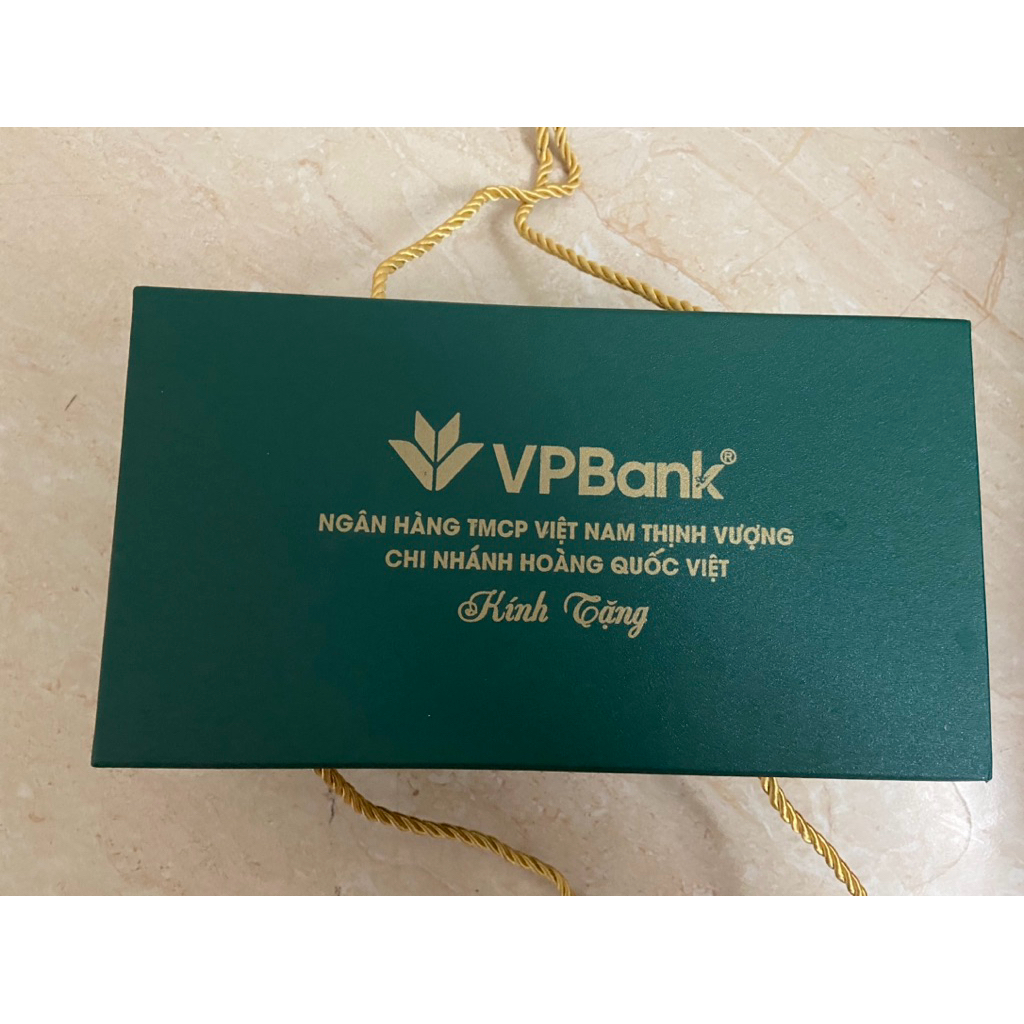 VPBank®
NGÂN HÀNG TMCP VIỆT NAM THỊNH VƯỢNG
CHI NHÁNH HOÀNG QUỐC VIỆT
Kính Tặng